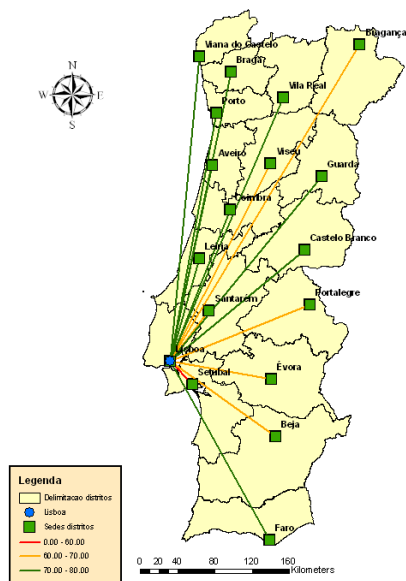 Bragança
Viana do Castelo
Braga
N
W E
S
Vila Real
Porto
Aveiro
Viseu
Guarda
Coimbra
Castelo Branco
Leiria
Portalegre
Santarém
Lisboa
Setúbal
Évora
Beja
Faro
Legenda
Delimitacao distritos
Lisboa
Sedes distritos
0.00 - 60.00
60.00 - 70.00
70.00 - 80.00
0 20 40 80 120 160
Kilometers